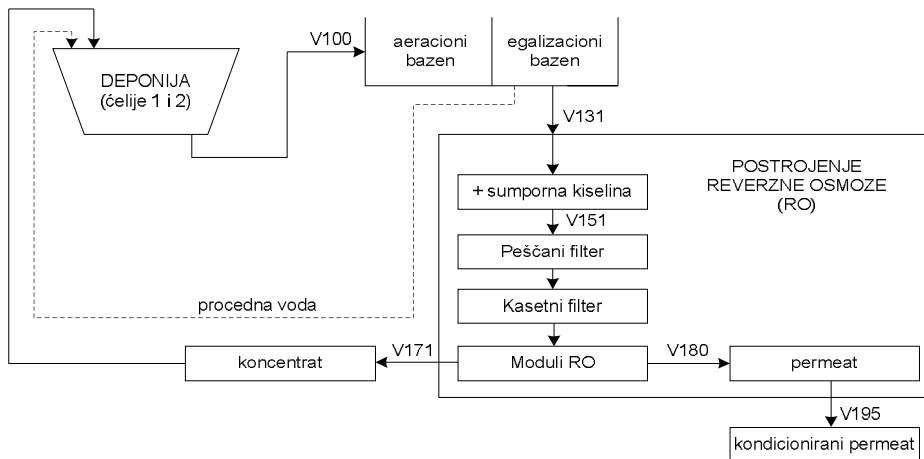 V100
aeracioni
bazen
egalizacioni
bazen
DEPONIJA
(ćelije 1 i 2)
V131
POSTROJENJE
REVERZNE OSMOZE
(RO)
+ sumporna kiselina
V151
Peščani filter
procedna voda
Kasetni filter
koncentrat
V171
Moduli RO
V180
permeat
V195
kondicionirani permeat